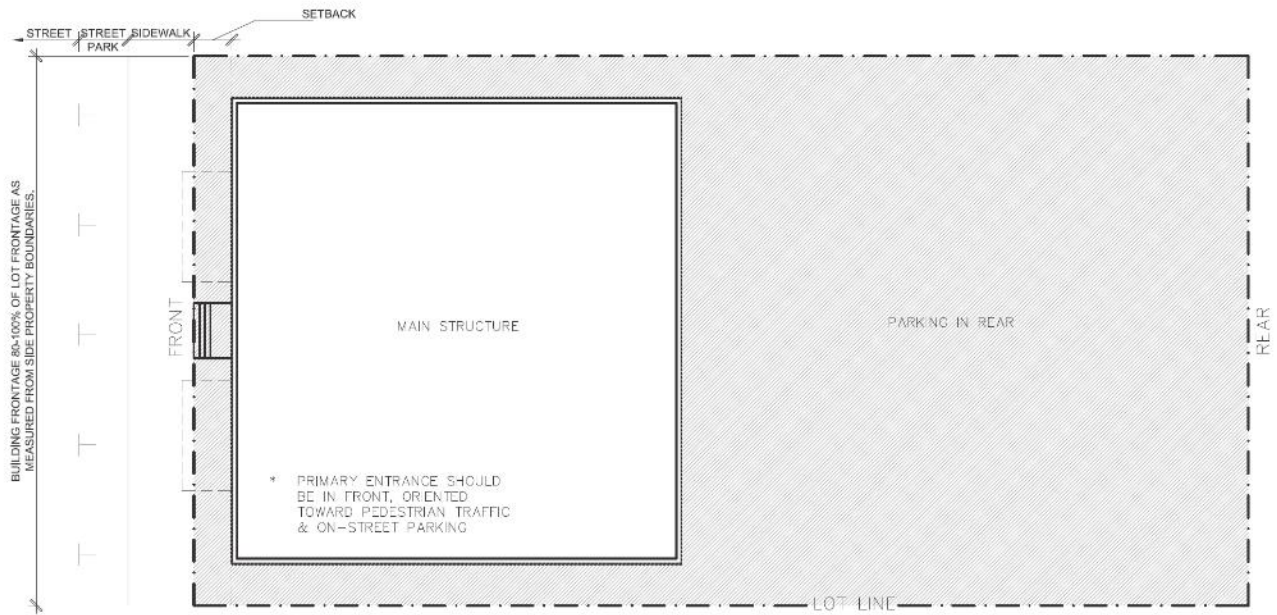 SETBACK
STREET
STREET
PARK
SIDEWALK
BUILDING FRONTAGE 80-100% OF LOT FRONTAGE AS
MEASURED FROM SIDE PROPERTY BOUNDARIES.
FRONT
MAIN STRUCTURE
PARKING IN REAR
REAR
* PRIMARY ENTRANCE SHOULD
BE IN FRONT, ORIENTED
TOWARD PEDESTRIAN TRAFFIC
& ON-STREET PARKING
LOT LINE